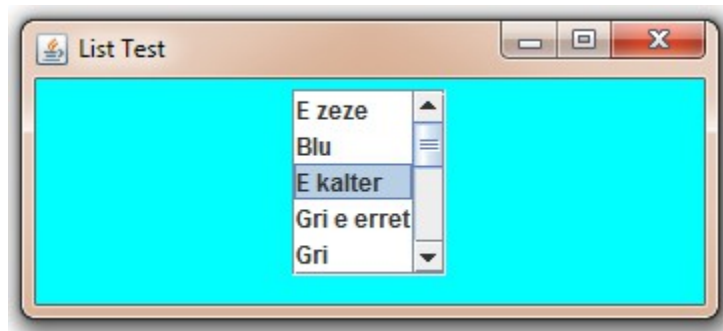 List Test
E zeze
Blu
E kalter
Gri e erret
Gri